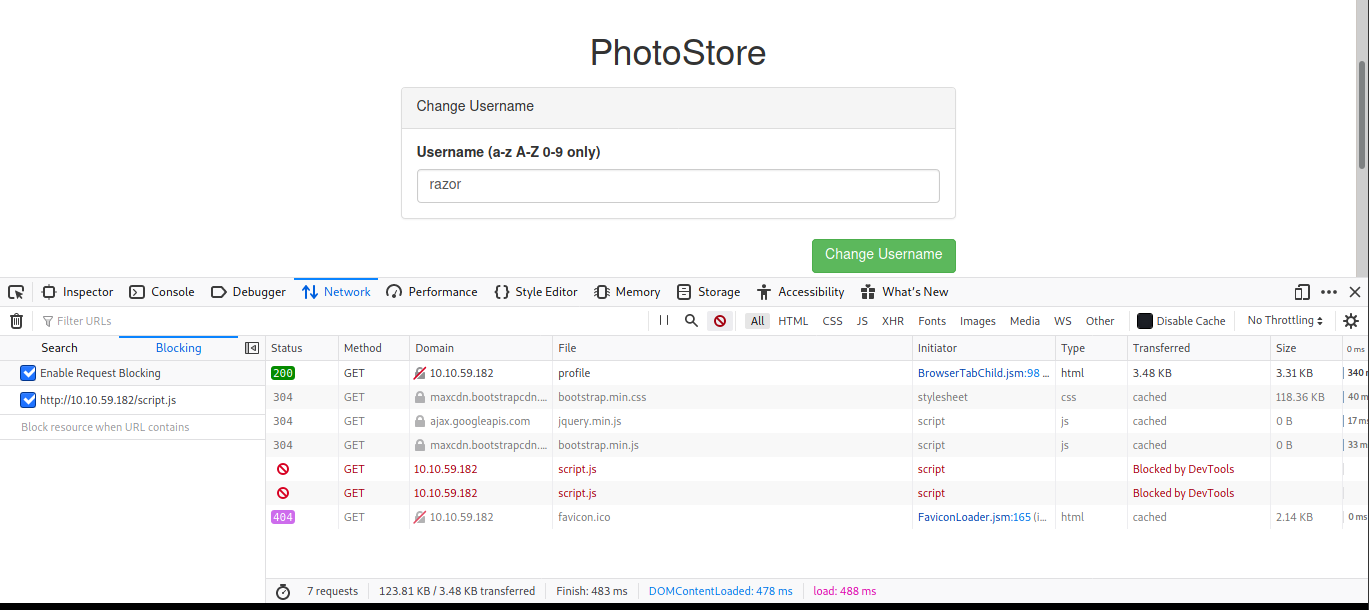 PhotoStore
Change Username
Username (a-z A-Z 0-9 only)
razor
Change Username
Inspector Console Debugger Network Performance Style Editor Memory Storage Accessibility What's New
Filter URLs All HTML CSS JS XHR Fonts Images Media WS Other Disable Cache No Throttling
Search Blocking Status Method Domain File Initiator Type Transferred Size 0 ms
Enable Request Blocking 200 GET 10.10.59.182 profile BrowserTabChild.jsm:98 ... html 3.48 KB 3.31 KB 340
http://10.10.59.182/script.js 304 GET maxcdn.bootstrapcdn.... bootstrap.min.css stylesheet css cached 118.36 KB 40
Block resource when URL contains 304 GET ajax.googleapis.com jquery.min.js script js cached 0 B 17
304 GET maxcdn.bootstrapcdn.... bootstrap.min.js script js cached 0 B 33
GET 10.10.59.182 script.js script Blocked by DevTools
GET 10.10.59.182 script.js script Blocked by DevTools
404 GET 10.10.59.182 favicon.ico FaviconLoader.jsm:165 (i... html cached 2.14 KB 0 ms
7 requests 123.81 KB / 3.48 KB transferred Finish: 483 ms DOMContentLoaded: 478 ms load: 488 ms